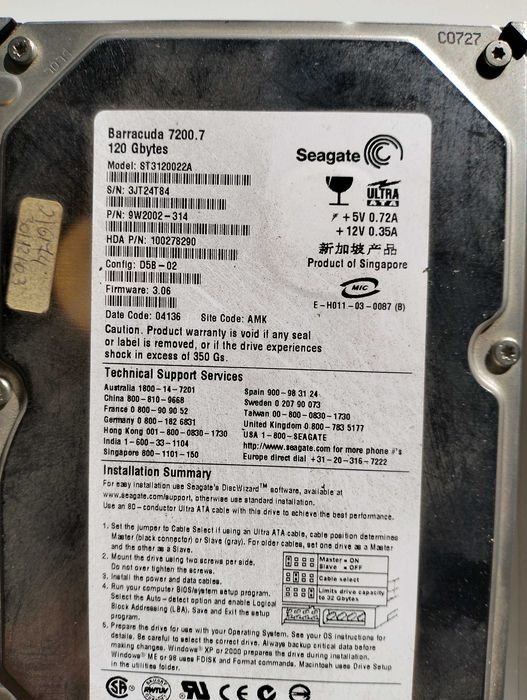 C0727
Barracuda 7200.7
120 Gbytes
Model: ST3120022A
S/N: 3JT24T84
P/N: 9W2002-314
HDA P/N: 100278290
Config: D5B-02
Firmware: 3.06
Date Code: 04136 Site Code: AMK
Seagate
ULTRA
ATA
+5V 0.72A
+12V 0.35A
新加坡产品
Product of Singapore
MIC
E-H011-03-0087 (B)
Caution. Product warranty is void if any seal
or label is removed, or if the drive experiences
shock in excess of 350 Gs.
Technical Support Services
Australia 1800-14-7201
China 800-810-9668
France 0 800-90 90 52
Germany 0 800-182 6831
Hong Kong 001-800-0830-1730
India 1-600-33-1104
Singapore 800-1101-150
Spain 900-98 31 24
Sweden 0 207 90 073
Taiwan 00-800-0830-1730
United Kingdom 0 800-783 5177
USA 1-800-SEAGATE
http://www.seagate.com for more phone #'s
Europe direct dial +31-20-316-7222
Installation Summary
For easy installation use Seagate's DiscWizard™ software, available at
www.seagate.com/support, otherwise use standard installation.
Use an 80-conductor Ultra ATA cable with this drive to achieve the best performance.
1. Set the jumper to Cable Select if using an Ultra ATA cable, cable position determines
Master (black connector) or Slave (gray). For older cables, set one drive as a Master
and the other as a Slave.
2. Mount the drive using two screws per side.
Do not over tighten the screws.
3. Install the power and data cables.
4. Run your computer BIOS/system setup program.
Select the Auto-detect option and enable Logical
Block Addressing (LBA). Save and Exit the setup
program.
Master = ON
Slave = OFF
Cable select
Limits drive capacity
to 32 Gbytes
5. Prepare the drive for use with your Operating System. See your OS instructions for
details. Be careful to select the correct drive. Always backup critical data before
making changes. Windows® XP or 2000 prepares the drive during installation.
Windows® ME or 98 uses FDISK and Format commands. Macintosh uses Drive Setup
in the utilities folder.